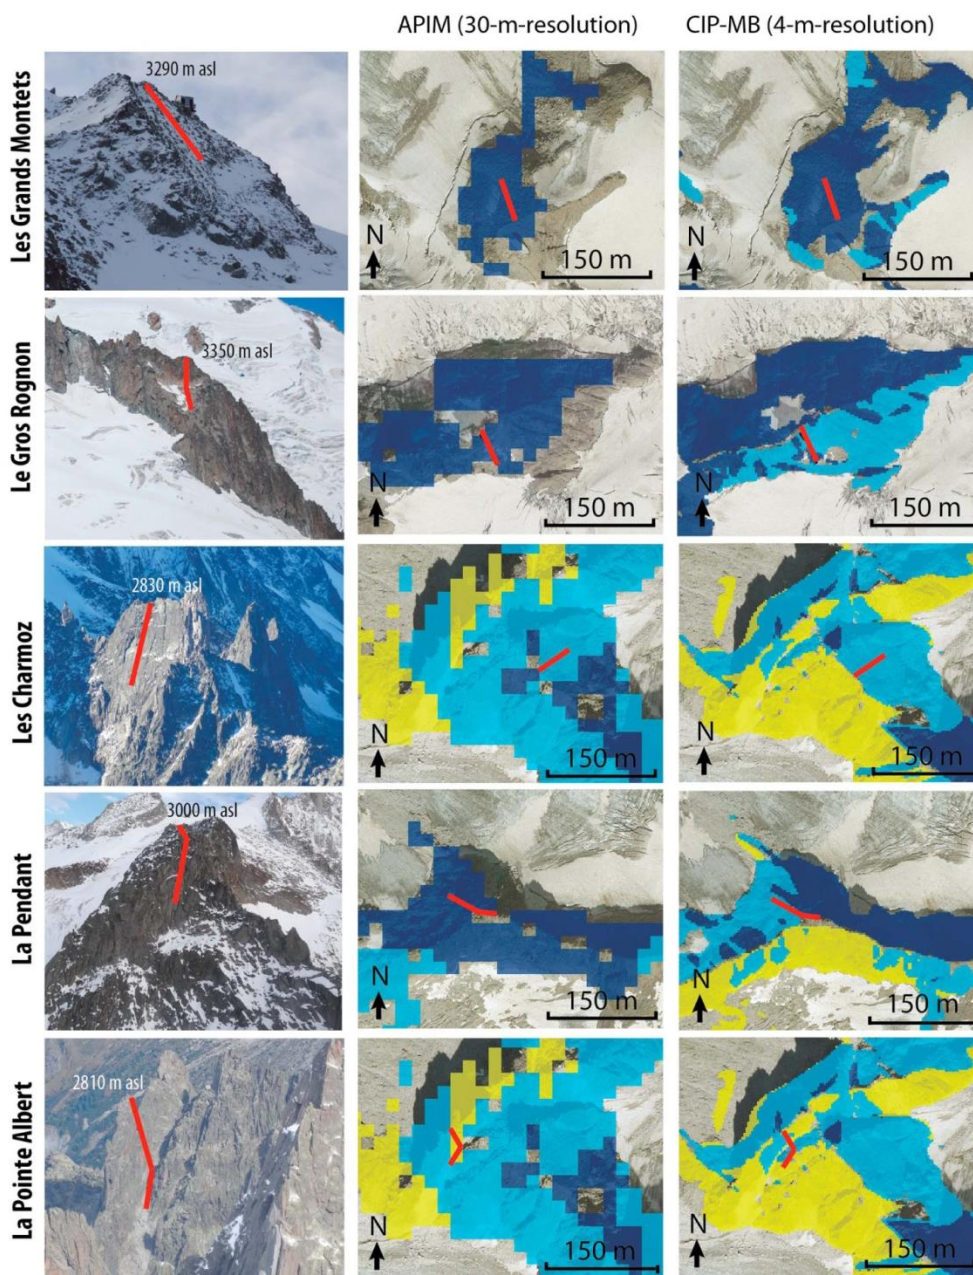 APIM (30-m-resolution) CIP-MB (4-m-resolution)
Les Grands Montets
3290 m asl
N
150 m
N
150 m
Le Gros Rognon
3350 m asl
N
150 m
N
150 m
Les Charmoz
2830 m asl
N
150 m
N
150 m
La Pendant
3000 m asl
N
150 m
N
150 m
La Pointe Albert
2810 m asl
N
150 m
N
150 m